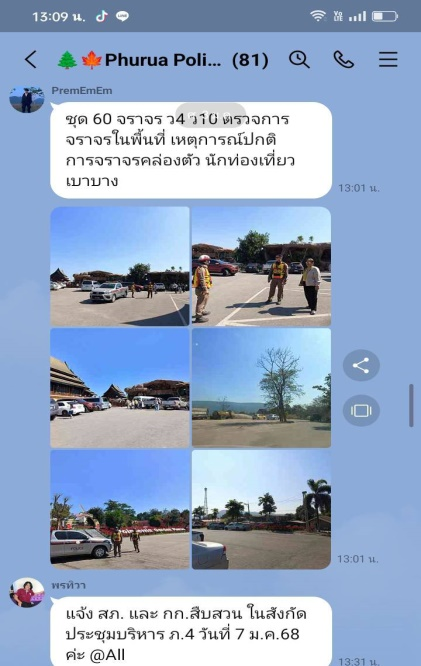 13:09 น.
Phurua Poli... (81)
PremEmEm
ชุด 60 จราจร ว4 ว10 ตรวจการ
จราจรในพื้นที่ เหตุการณ์ปกติ
การจราจรคล่องตัว นักท่องเที่ยว
เบาบาง
13:01 น.
13:01 น.
พรทิวา
แจ้ง สภ. และ กก.สืบสวน ในสังกัด
ประชุมบริหาร ภ.4 วันที่ 7 ม.ค.68
ค่ะ @All
13:31 น.